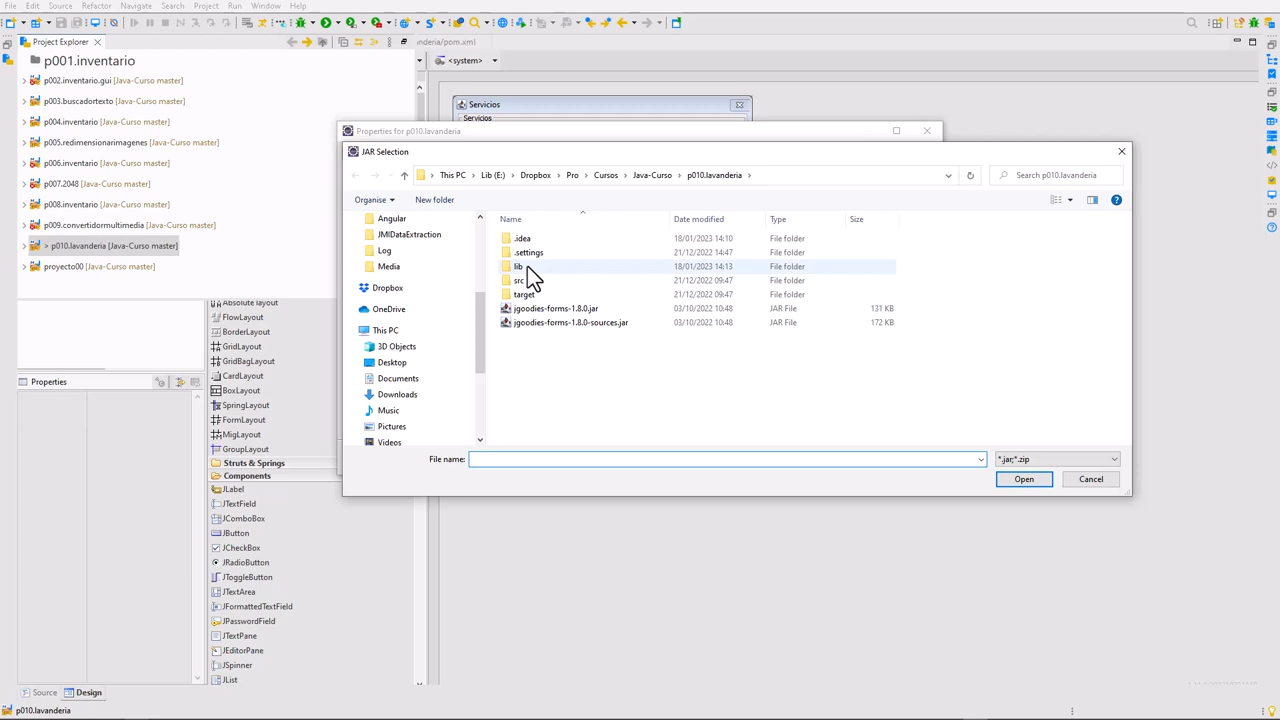 File Edit Source Refactor Navigate Search Project Run Window Help
Project Explorer
p001.inventario
p002.inventario.gui [Java-Curso master]
p003.buscadortexto [Java-Curso master]
p004.inventario [Java-Curso master]
p005.redimensionarimagenes [Java-Curso master]
p006.inventario [Java-Curso master]
p007.2048 [Java-Curso master]
p008.inventario [Java-Curso master]
p009.convertidormultimedia [Java-Curso master]
> p010.lavanderia [Java-Curso master]
proyecto00 [Java-Curso master]
anderia/pom.xml
<system>
Servicios
Servicios
Properties for p010.lavanderia
JAR Selection
This PC > Lib (E:) > Dropbox > Pro > Cursos > Java-Curso > p010.lavanderia >
Search p010.lavanderia
Organise New folder
Name Date modified Type Size
Angular
JMIDataExtraction
Log
Media
Dropbox
OneDrive
This PC
3D Objects
Desktop
Documents
Downloads
Music
Pictures
Videos
.idea 18/01/2023 14:10 File folder
.settings 21/12/2022 14:47 File folder
lib 18/01/2023 14:13 File folder
src 21/12/2022 09:47 File folder
target 21/12/2022 09:47 File folder
jgoodies-forms-1.8.0.jar 03/10/2022 10:48 JAR File 131 KB
jgoodies-forms-1.8.0-sources.jar 03/10/2022 10:48 JAR File 172 KB
File name:
*.jar;*.zip
Open Cancel
Properties
Absolute layout
FlowLayout
BorderLayout
GridLayout
GridBagLayout
CardLayout
BoxLayout
SpringLayout
FormLayout
MigLayout
GroupLayout
Struts & Springs
Components
JLabel
JTextField
JComboBox
JButton
JCheckBox
JRadioButton
JToggleButton
JTextArea
JFormattedTextField
JPasswordField
JTextPane
JEditorPane
JSpinner
JList
Source Design
p010.lavanderia